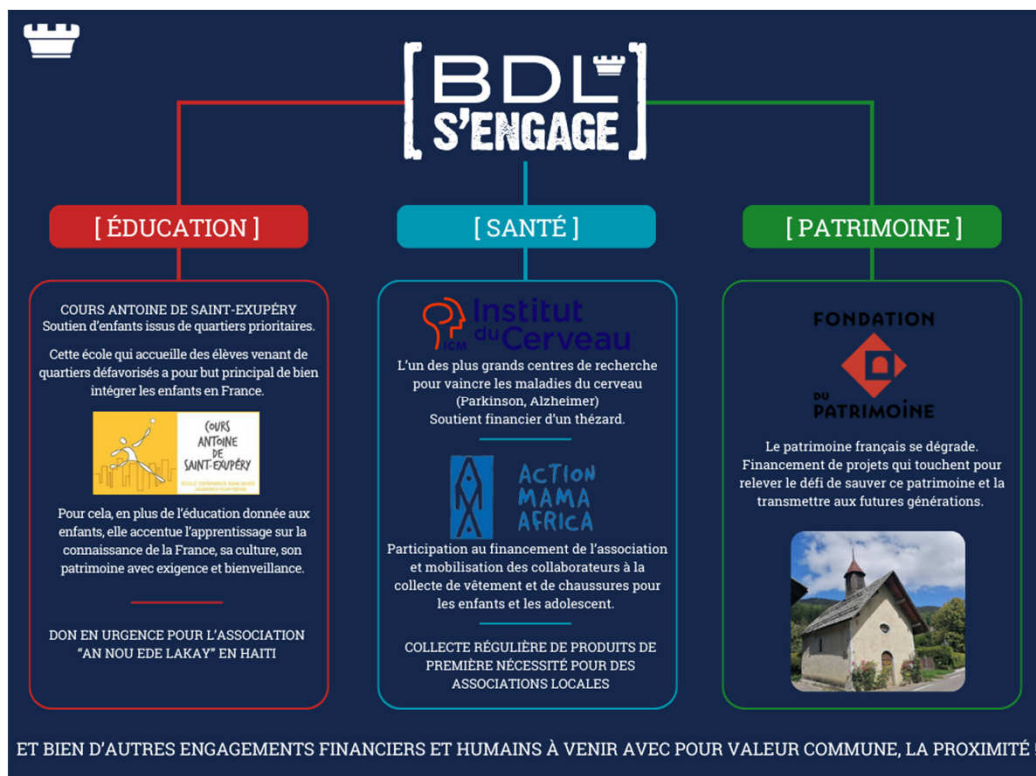 [BDL
S'ENGAGE]
[ ÉDUCATION ]
COURS ANTOINE DE SAINT-EXUPÉRY
Soutien d'enfants issus de quartiers prioritaires.
Cette école qui accueille des élèves venant de
quartiers défavorisés a pour but principal de bien
intégrer les enfants en France.
COURS
ANTOINE
DE
SAINT-EXUPÉRY
Pour cela, en plus de l'éducation donnée aux
enfants, elle accentue l'apprentissage sur la
connaissance de la France, sa culture, son
patrimoine avec exigence et bienveillance.
DON EN URGENCE POUR L'ASSOCIATION
"AN NOU EDE LAKAY" EN HAITI
[ SANTÉ ]
Institut
du Cerveau
ICM
L'un des plus grands centres de recherche
pour vaincre les maladies du cerveau
(Parkinson, Alzheimer)
Soutient financier d'un thézard.
ACTION
MAMA
AFRICA
Participation au financement de l'association
et mobilisation des collaborateurs à la
collecte de vêtement et de chaussures pour
les enfants et les adolescent.
COLLECTE RÉGULIÈRE DE PRODUITS DE
PREMIÈRE NÉCESSITÉ POUR DES
ASSOCIATIONS LOCALES
[ PATRIMOINE ]
FONDATION
DU
PATRIMOINE
Le patrimoine français se dégrade.
Financement de projets qui touchent pour
relever le défi de sauver ce patrimoine et la
transmettre aux futures générations.
ET BIEN D'AUTRES ENGAGEMENTS FINANCIERS ET HUMAINS À VENIR AVEC POUR VALEUR COMMUNE, LA PROXIMITÉ !